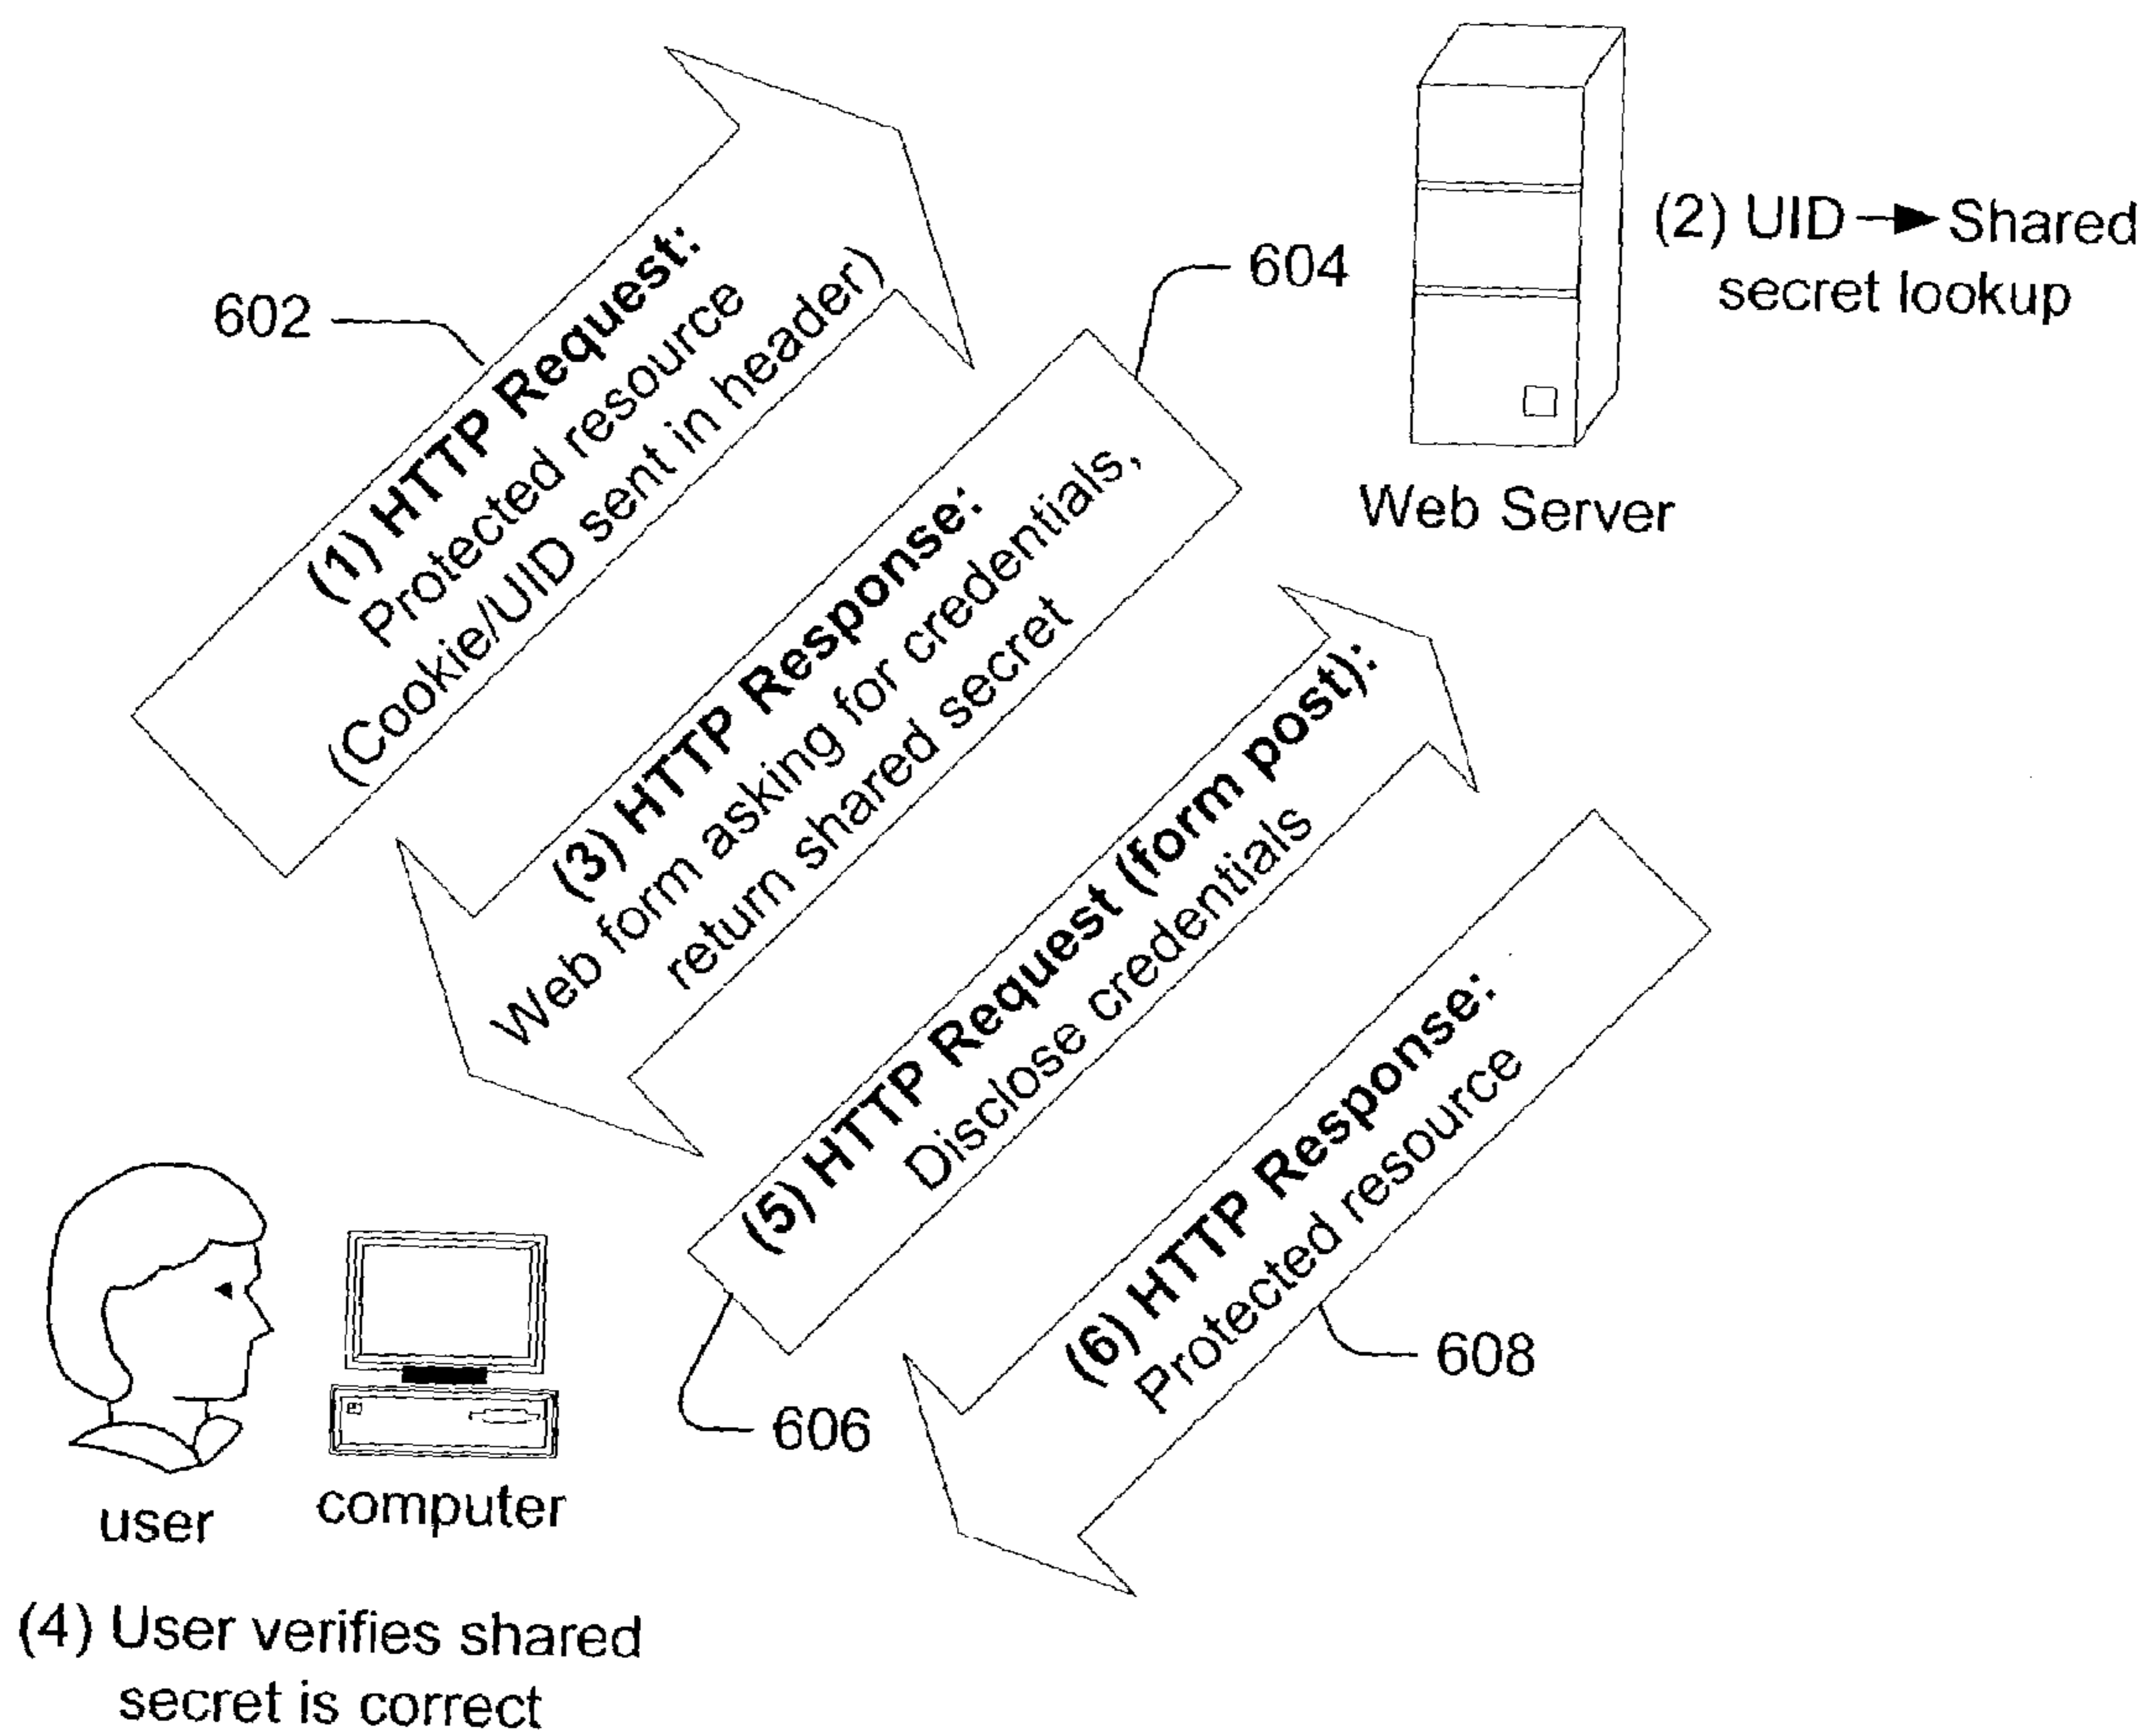 602
(1) HTTP Request:
Protected resource
(Cookie/UID sent in header)
604
(2) UID → Shared
secret lookup
Web Server
(3) HTTP Response:
Web form asking for credentials,
return shared secret
(5) HTTP Request (form post):
Disclose credentials
606
(6) HTTP Response:
Protected resource
608
user
computer
(4) User verifies shared
secret is correct